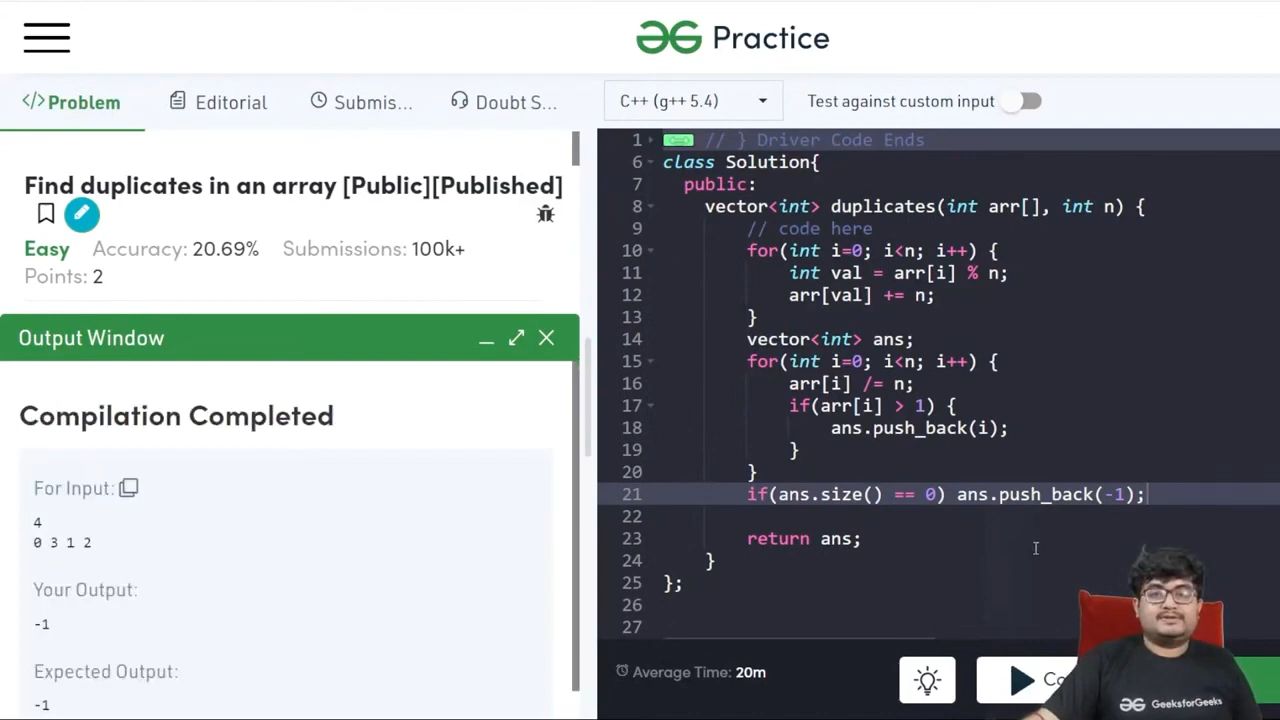 Practice
</>Problem
Editorial
Submis...
Doubt S...
C++ (g++ 5.4)
Test against custom input
Find duplicates in an array [Public][Published]
Easy Accuracy: 20.69% Submissions: 100k+
Points: 2
Output Window
Compilation Completed
For Input:
4
0 3 1 2
Your Output:
-1
Expected Output:
-1
1 // } Driver Code Ends
6 class Solution{
7 public:
8 vector<int> duplicates(int arr[], int n) {
9 // code here
10 for(int i=0; i<n; i++) {
11 int val = arr[i] % n;
12 arr[val] += n;
13 }
14 vector<int> ans;
15 for(int i=0; i<n; i++) {
16 arr[i] /= n;
17 if(arr[i] > 1) {
18 ans.push_back(i);
19 }
20 }
21 if(ans.size() == 0) ans.push_back(-1);
22
23 return ans;
24 }
25 };
26
27
Average Time: 20m
Co
GeeksforGeeks